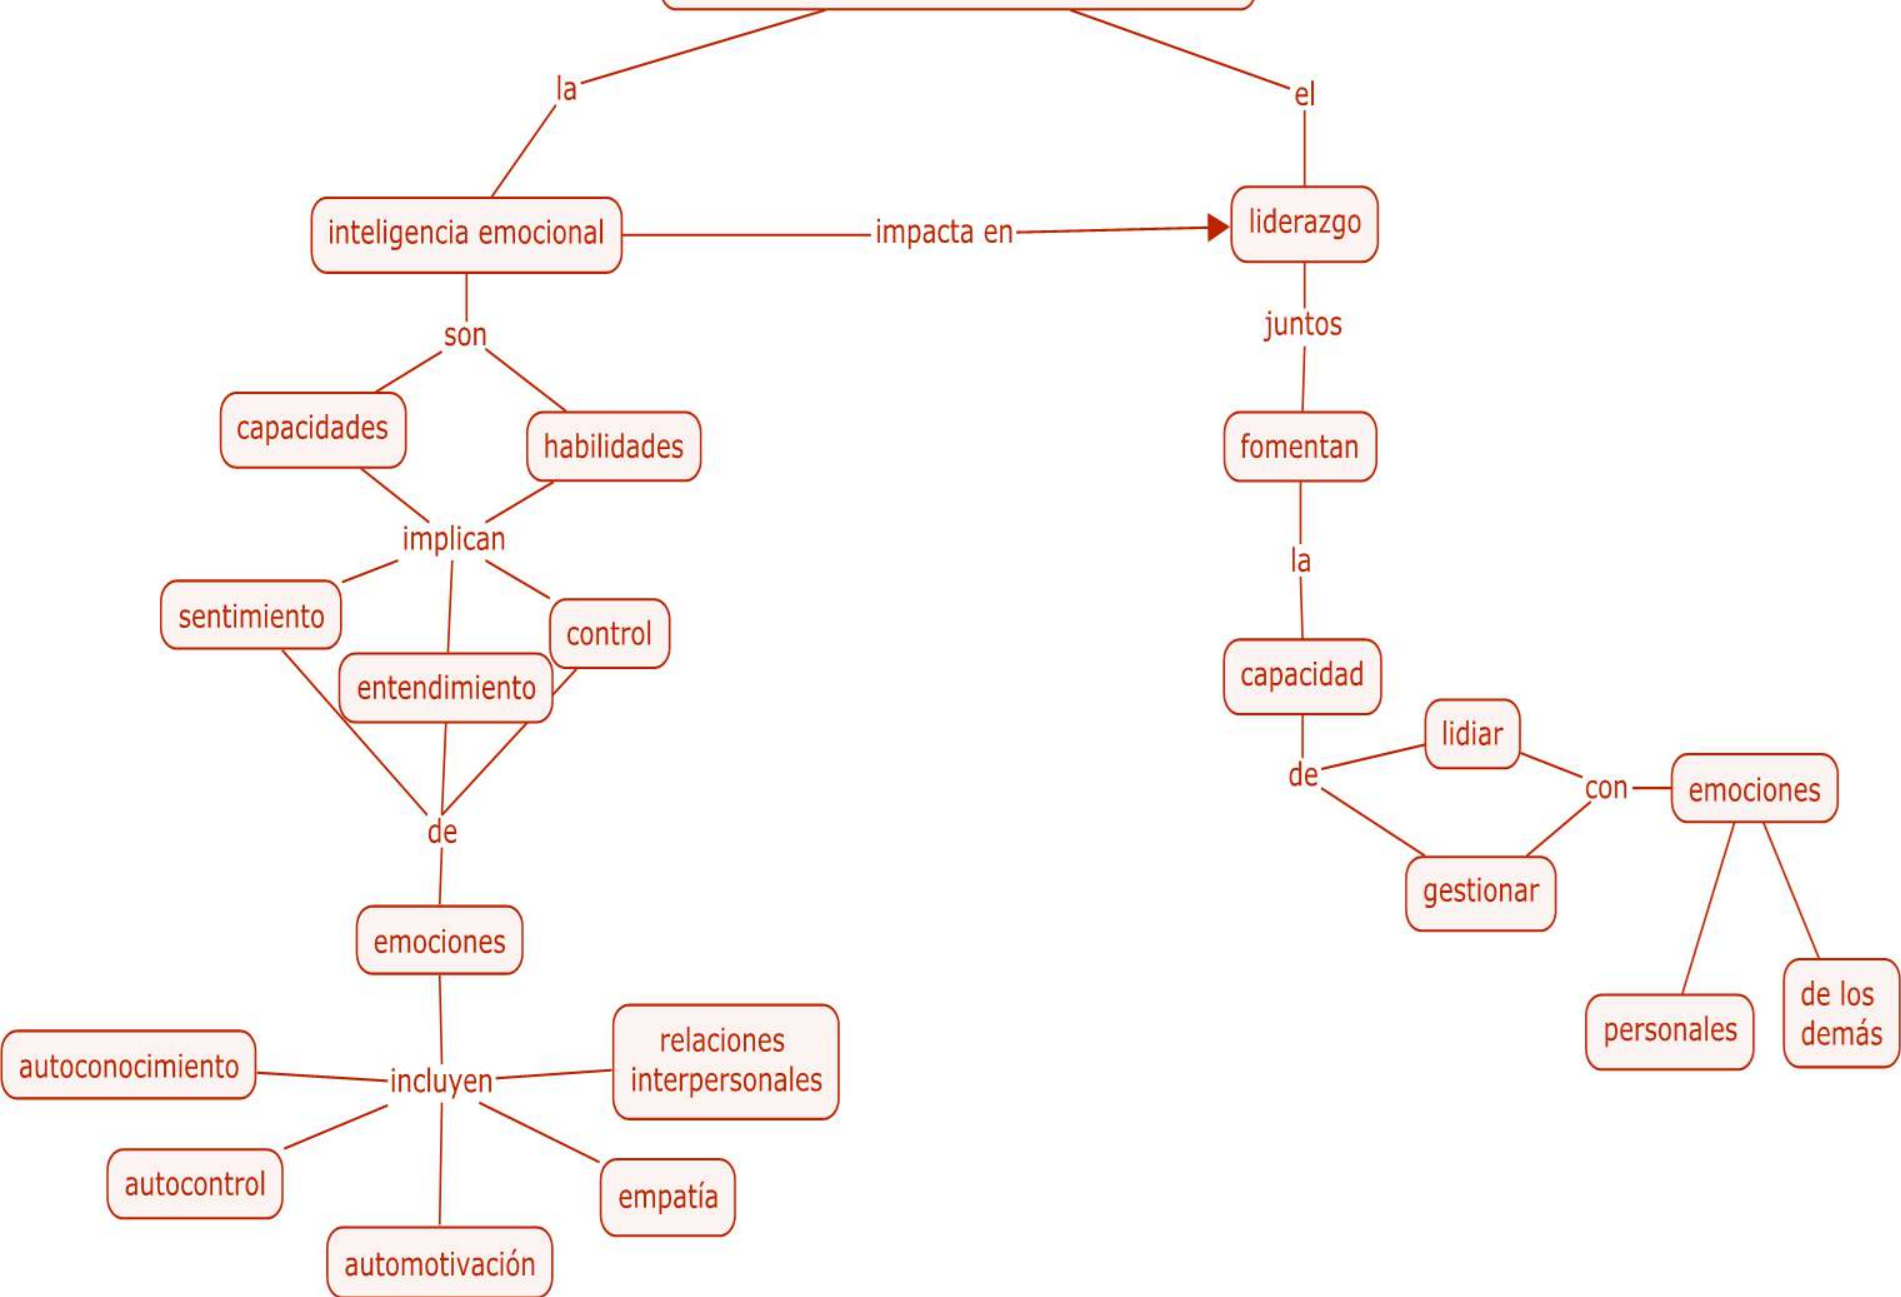 la
el
inteligencia emocional
impacta en
liderazgo
son
juntos
capacidades
habilidades
fomentan
implican
la
sentimiento
control
entendimiento
capacidad
lidiar
de
con
emociones
de
gestionar
emociones
personales
de los
demás
autoconocimiento
incluyen
relaciones
interpersonales
autocontrol
empatía
automotivación